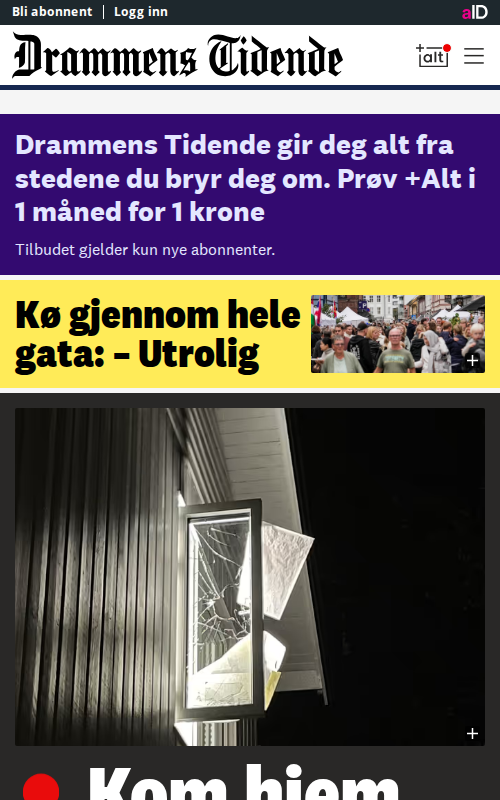 Bli abonnent | Logg inn
aID
Drammens Tidende
+alt
Drammens Tidende gir deg alt fra
stedene du bryr deg om. Prøv +Alt i
1 måned for 1 krone
Tilbudet gjelder kun nye abonnenter.
Kø gjennom hele
gata: – Utrolig
Kom hjem